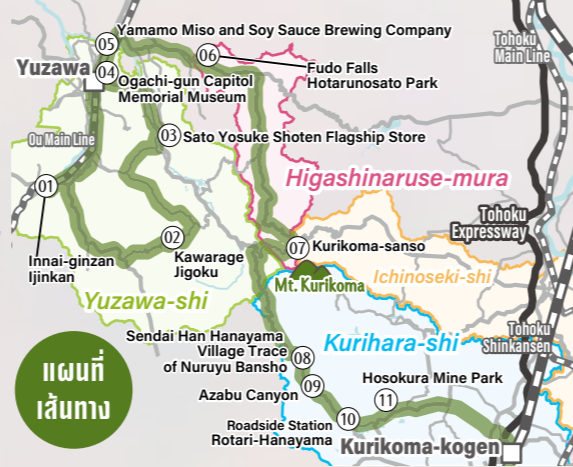 05
Yamamo Miso and Soy Sauce Brewing Company
06
Tohoku
Main Line
Yuzawa
04
Ogachi-gun Capitol
Memorial Museum
Fudo Falls
Hotarunosato Park
Ou Main Line
03
Sato Yosuke Shoten Flagship Store
01
Higashinaruse-mura
Innai-ginzan
Ijinkan
02
Kawarage
Jigoku
07
Kurikoma-sanso
Tohoku
Expressway
Ichinoseki-shi
Mt. Kurikoma
Yuzawa-shi
Sendai Han Hanayama
Village Trace
of Nuruyu Bansho
08
Kurihara-shi
Tohoku
Shinkansen
แผนที่
เส้นทาง
Azabu Canyon
09
Hosokura Mine Park
11
Roadside Station
Rotari-Hanayama
10
Kurikoma-kogen